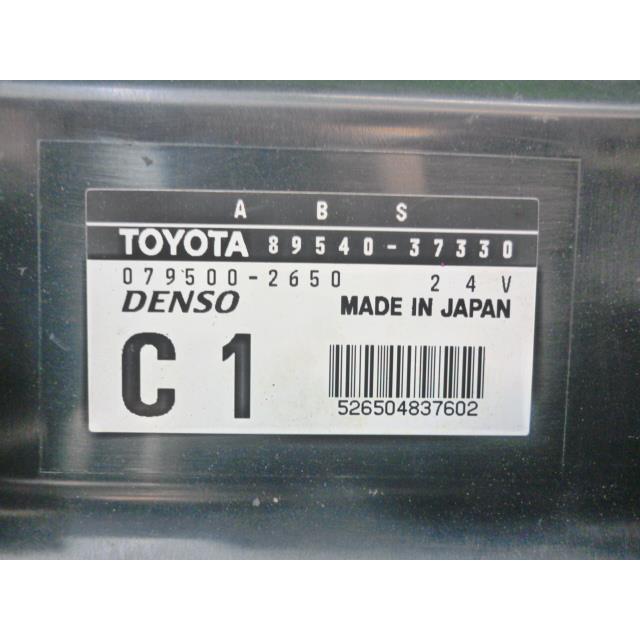 A B S
TOYOTA 89540-37330
079500-2650 24V
DENSO MADE IN JAPAN
C1
526504837602